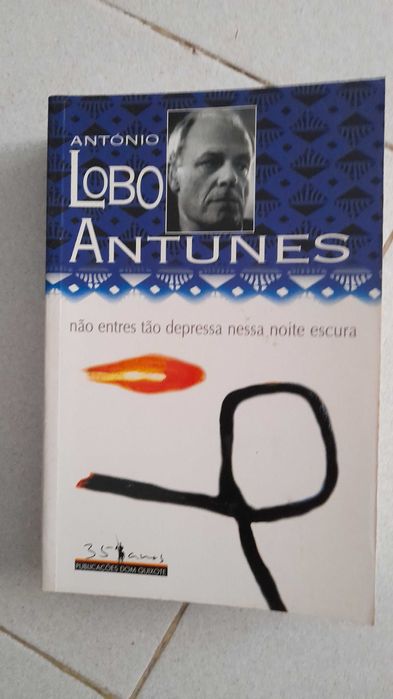 ANTÓNIO
LOBO
ANTUNES
não entres tão depressa nessa noite escura
35 anos
PUBLICAÇÕES DOM QUIXOTE